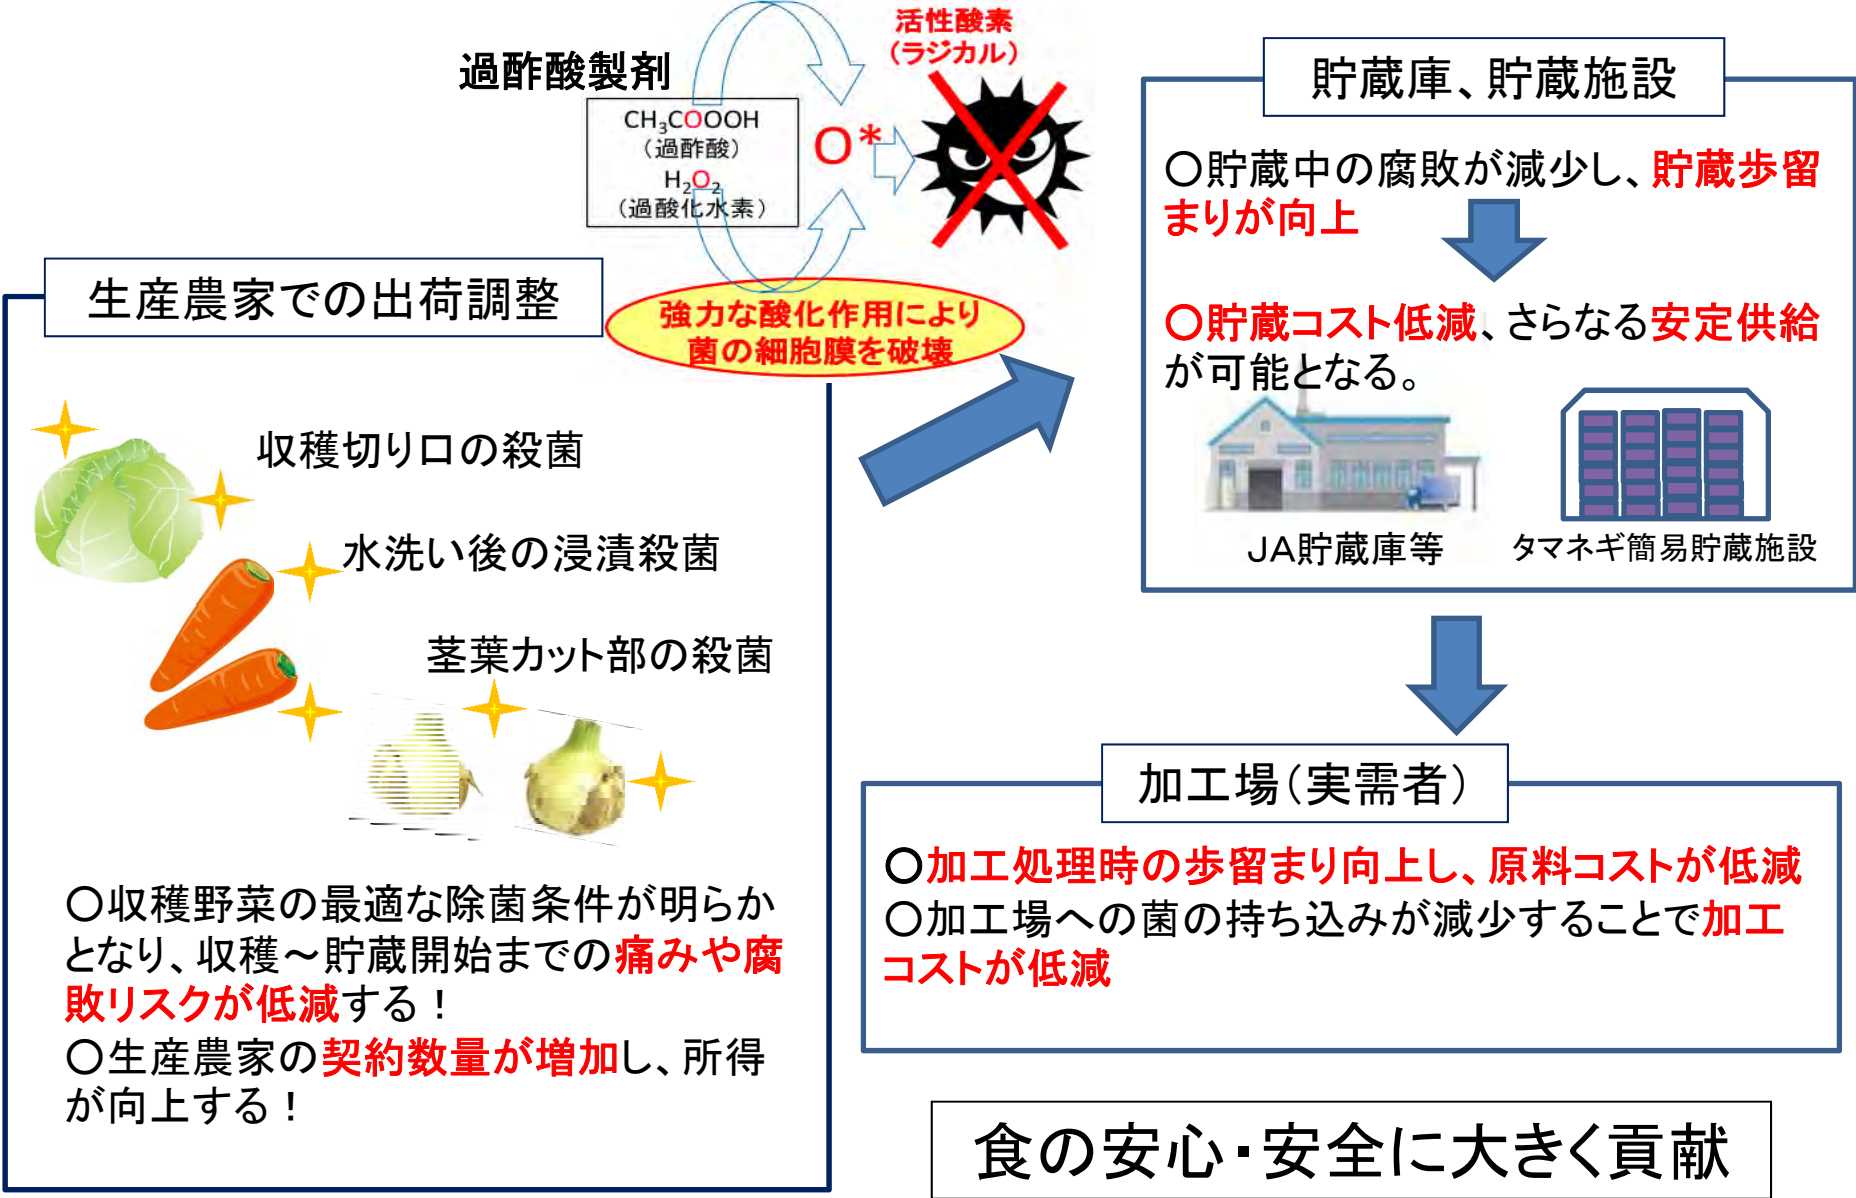 過酢酸製剤
CH₃COOOH
（過酢酸）
H₂O₂
（過酸化水素）
O*
活性酸素
（ラジカル）
強力な酸化作用により
菌の細胞膜を破壊
生産農家での出荷調整
収穫切り口の殺菌
水洗い後の浸漬殺菌
茎葉カット部の殺菌
〇収穫野菜の最適な除菌条件が明らか
となり、収穫～貯蔵開始までの痛みや腐
敗リスクが低減する！
〇生産農家の契約数量が増加し、所得
が向上する！
貯蔵庫、貯蔵施設
〇貯蔵中の腐敗が減少し、貯蔵歩留
まりが向上
〇貯蔵コスト低減、さらなる安定供給
が可能となる。
JA貯蔵庫等
タマネギ簡易貯蔵施設
加工場（実需者）
〇加工処理時の歩留まり向上し、原料コストが低減
〇加工場への菌の持ち込みが減少することで加工
コストが低減
食の安心・安全に大きく貢献